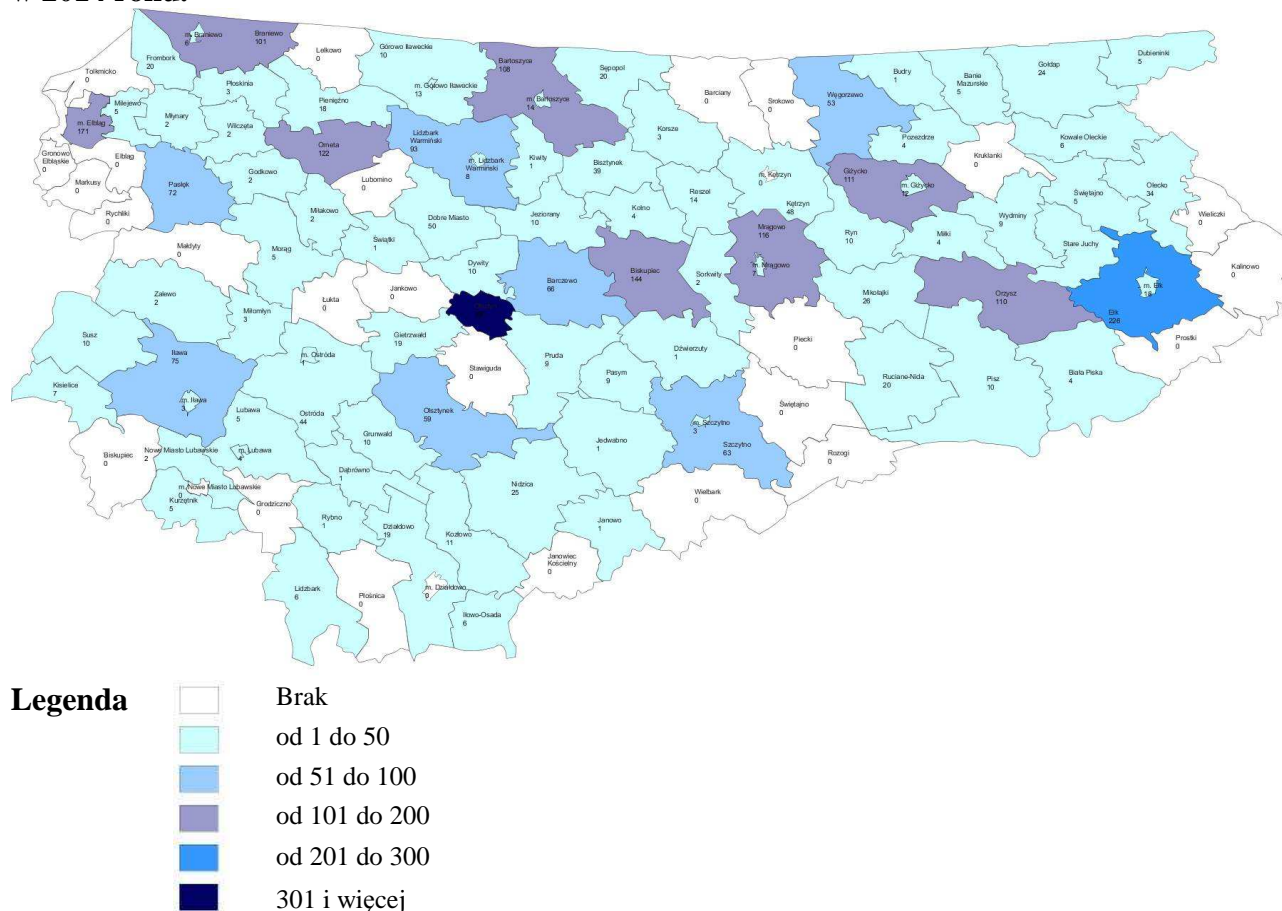 m. Braniewo
6
Braniewo
101
Lelkowo
0
Górowo Iławeckie
10
Bartoszyce
108
Sępopol
20
Barciany
0
Srokowo
0
Węgorzewo
53
Budry
1
Banie
Mazurskie
5
Gołdap
24
Dubieninki
5
Frombork
20
Tolkmicko
0
Płoskinia
3
Pieniężno
18
m. Górowo Iławeckie
13
m. Bartoszyce
14
Korsze
3
Pozezdrze
4
Kruklanki
0
Kowale Oleckie
6
m. Elbląg
171
Milejewo
5
Młynary
2
Wilczęta
2
Orneta
122
Lidzbark
Warmiński
93
m. Lidzbark
Warmiński
8
Kiwity
1
Bisztynek
39
Reszel
14
m. Kętrzyn
0
Kętrzyn
48
Giżycko
111
m. Giżycko
12
Świętajno
5
Olecko
34
Gronowo
Elbląskie
0
Elbląg
0
Markusy
0
Rychliki
0
Pasłęk
72
Godkowo
2
Lubomino
0
Miłakowo
2
Dobre Miasto
50
Jeziorany
10
Kolno
4
Mrągowo
116
m. Mrągowo
7
Ryn
10
Miłki
4
Wydminy
9
Stare Juchy
7
Wieliczki
0
Kalinowo
0
Małdyty
0
Morąg
5
Świątki
1
Dywity
10
Barczewo
66
Biskupiec
144
Sorkwity
2
Mikołajki
26
Orzysz
110
m. Ełk
Ełk
226
Prostki
0
Zalewo
2
Miłomłyn
3
Łukta
0
Jonkowo
0
Gietrzwałd
19
Stawiguda
0
Pruda
9
Pasym
9
Dźwierzuty
1
Piecki
0
Ruciane-Nida
20
Pisz
10
Biała Piska
4
Susz
10
Iława
75
m. Iława
3
m. Ostróda
Kisielice
7
Lubawa
5
Ostróda
44
Grunwald
10
Olsztynek
59
Jedwabno
1
m. Szczytno
3
Szczytno
63
Świętajno
0
Rozogi
0
Biskupiec
0
Nowe Miasto Lubawskie
2
m. Lubawa
4
Dąbrówno
1
Nidzica
25
Wielbark
0
m. Nowe Miasto Lubawskie
0
Kurzętnik
5
Grodziczno
0
Rybno
1
Działdowo
19
Kozłowo
11
Janowo
1
Janowiec
Kościelny
0
Lidzbark
6
Płośnica
0
m. Działdowo
0
Iłowo-Osada
6
Legenda
Brak
od 1 do 50
od 51 do 100
od 101 do 200
od 201 do 300
301 i więcej